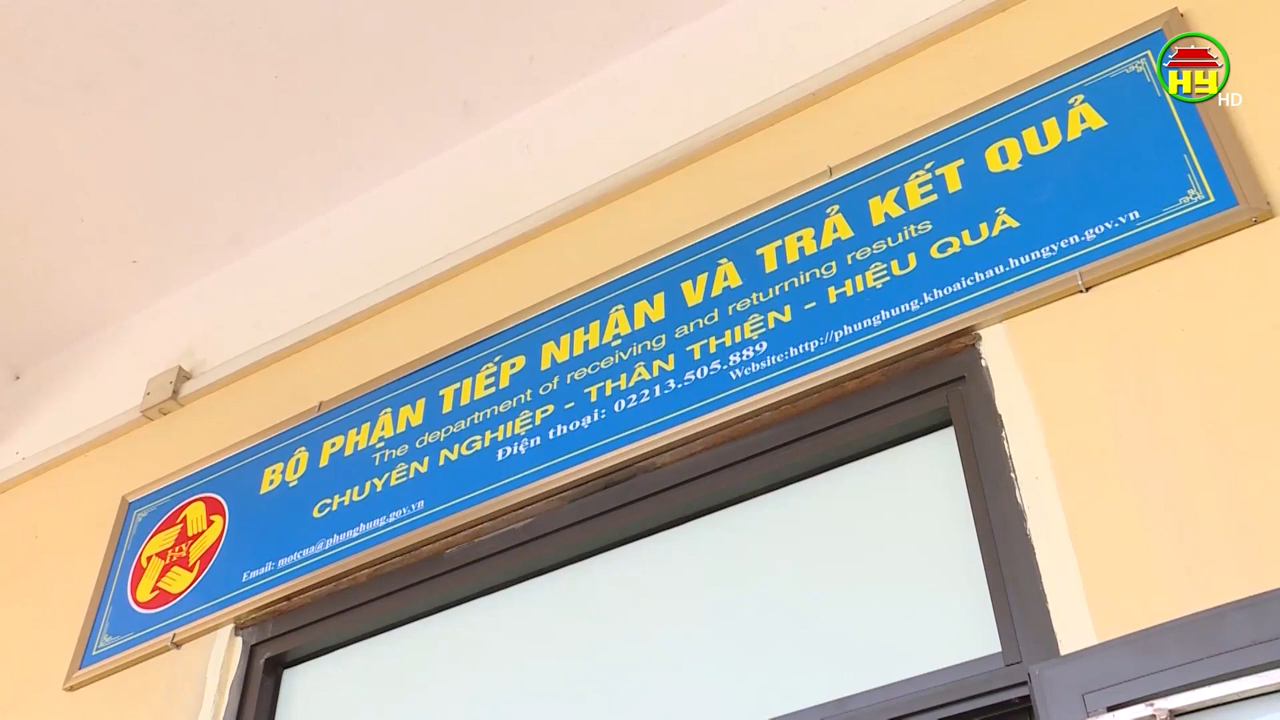 HY
HD
BỘ PHẬN TIẾP NHẬN VÀ TRẢ KẾT QUẢ
The department of receiving and returning resuits
CHUYÊN NGHIỆP - THÂN THIỆN - HIỆU QUẢ
Điện thoại: 02213.505.889
Email: motcua@phunghung.gov.vn
Website:http://phunghung.khoaichau.hungyen.gov.vn
HY